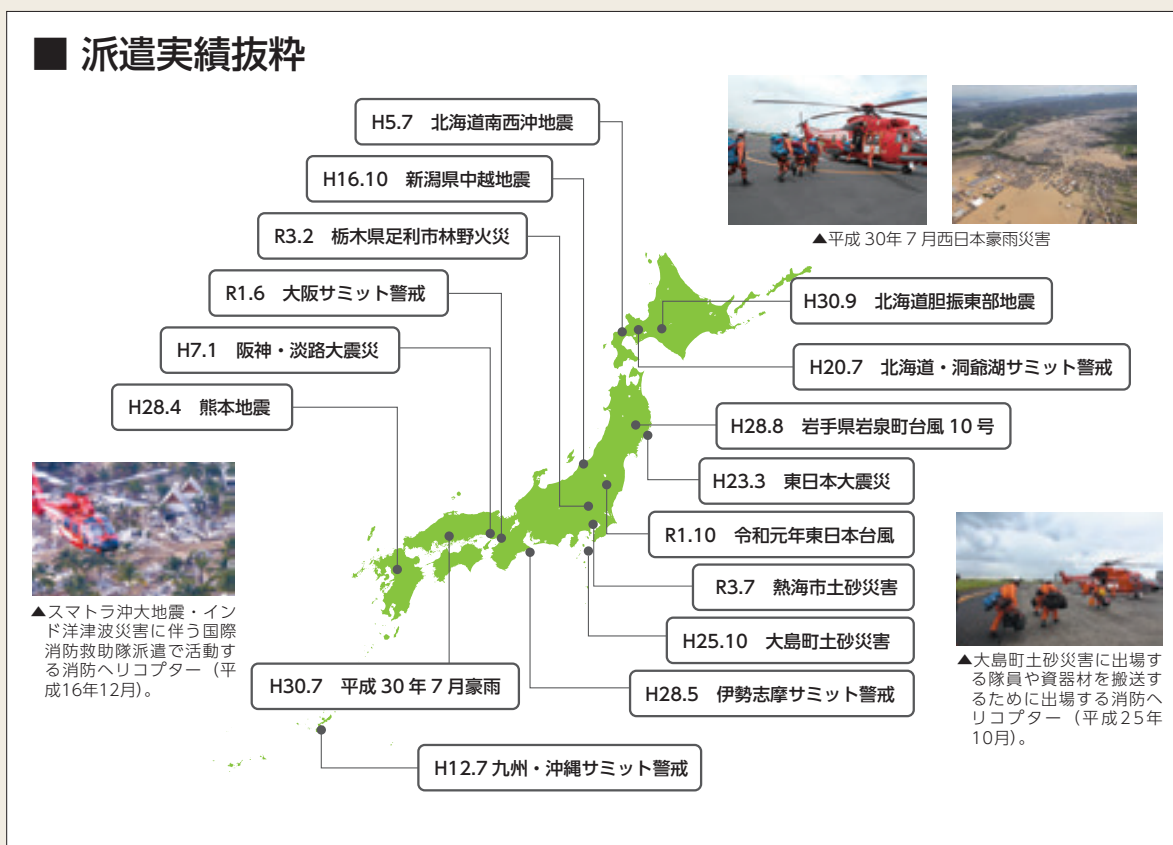 ■ 派遣実績抜粋
H5.7 北海道南西沖地震
H16.10 新潟県中越地震
R3.2 栃木県足利市林野火災
R1.6 大阪サミット警戒
H7.1 阪神・淡路大震災
H28.4 熊本地震
▲平成30年7月西日本豪雨災害
H30.9 北海道胆振東部地震
H20.7 北海道・洞爺湖サミット警戒
H28.8 岩手県岩泉町台風10号
H23.3 東日本大震災
R1.10 令和元年東日本台風
R3.7 熱海市土砂災害
H25.10 大島町土砂災害
H28.5 伊勢志摩サミット警戒
▲スマトラ沖大地震・イン
ド洋津波災害に伴う国際
消防救助隊派遣で活動す
る消防ヘリコプター（平
成16年12月）。
H30.7 平成30年7月豪雨
H12.7 九州・沖縄サミット警戒
▲大島町土砂災害に出場す
る隊員や資器材を搬送す
るために出場する消防ヘ
リコプター（平成25年
10月）。